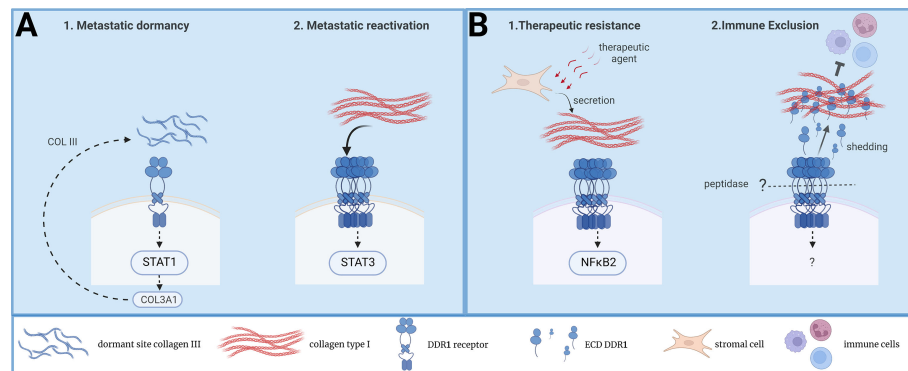 A
1. Metastatic dormancy
2. Metastatic reactivation
COL III
STAT1
COL3A1
STAT3
B
1.Therapeutic resistance
2.Immune Exclusion
therapeutic
agent
secretion
NFκB2
shedding
peptidase ?
?
dormant site collagen III
collagen type I
DDR1 receptor
ECD DDR1
stromal cell
immune cells